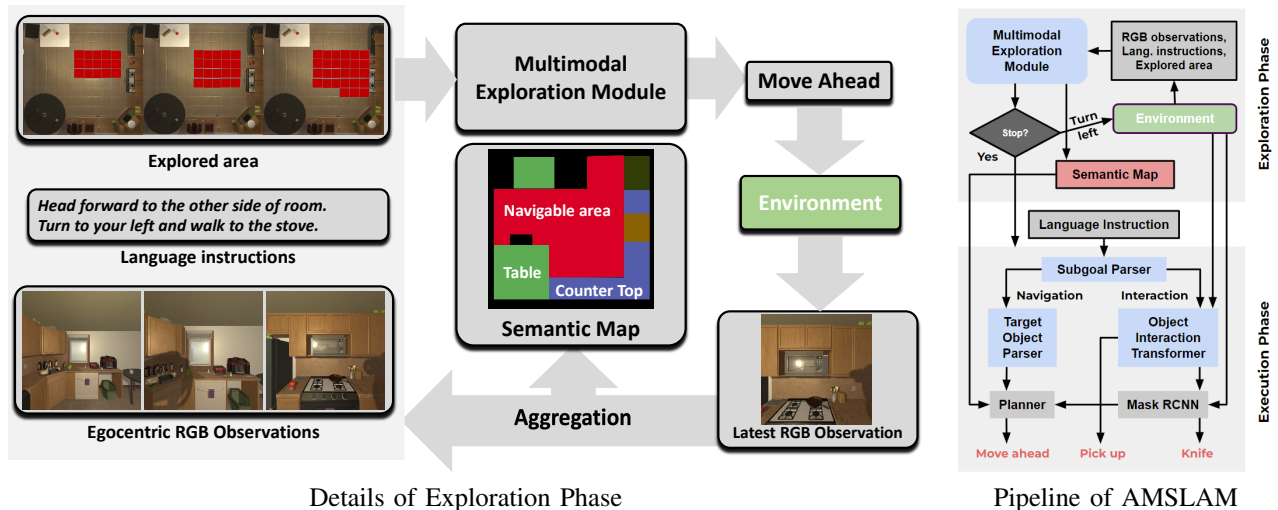 Explored area
Head forward to the other side of room.
Turn to your left and walk to the stove.
Language instructions
Egocentric RGB Observations
Multimodal
Exploration Module
Move Ahead
Navigable area
Table
Counter Top
Semantic Map
Environment
Aggregation
Latest RGB Observation
Details of Exploration Phase
Multimodal
Exploration
Module
RGB observations,
Lang. instructions,
Explored area
Stop?
Turn
left
Environment
Yes
Semantic Map
Exploration Phase
Language Instruction
Subgoal Parser
Navigation
Interaction
Target
Object
Parser
Object
Interaction
Transformer
Planner
Mask RCNN
Move ahead
Pick up
Knife
Execution Phase
Pipeline of AMSLAM